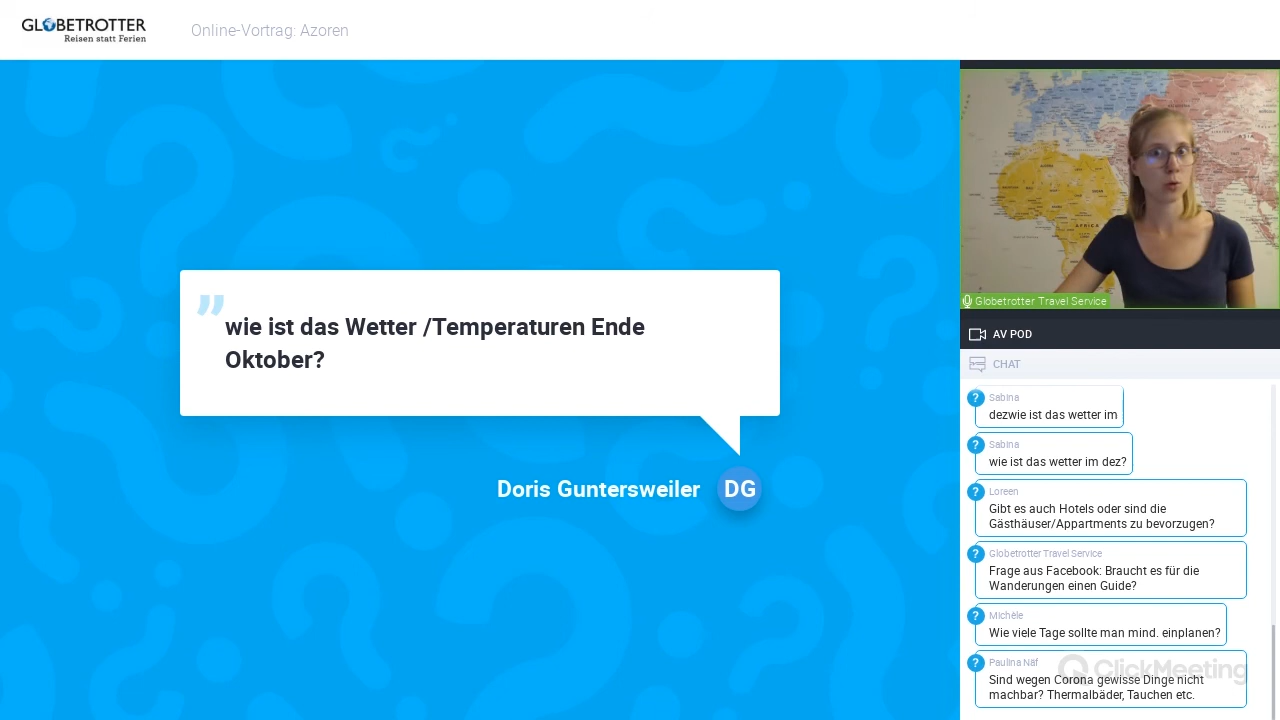 GLOBETROTTER
Reisen statt Ferien
Online-Vortrag: Azoren
wie ist das Wetter /Temperaturen Ende
Oktober?
Doris Guntersweiler
DG
AFRICA
Globetrotter Travel Service
AV POD
CHAT
? Sabina
dezwie ist das wetter im
? Sabina
wie ist das wetter im dez?
? Loreen
Gibt es auch Hotels oder sind die
Gästhäuser/Appartments zu bevorzugen?
? Globetrotter Travel Service
Frage aus Facebook: Braucht es für die
Wanderungen einen Guide?
? Michèle
Wie viele Tage sollte man mind. einplanen?
? Paulina Näf
Sind wegen Corona gewisse Dinge nicht
machbar? Thermalbäder, Tauchen etc.
ClickMeeting